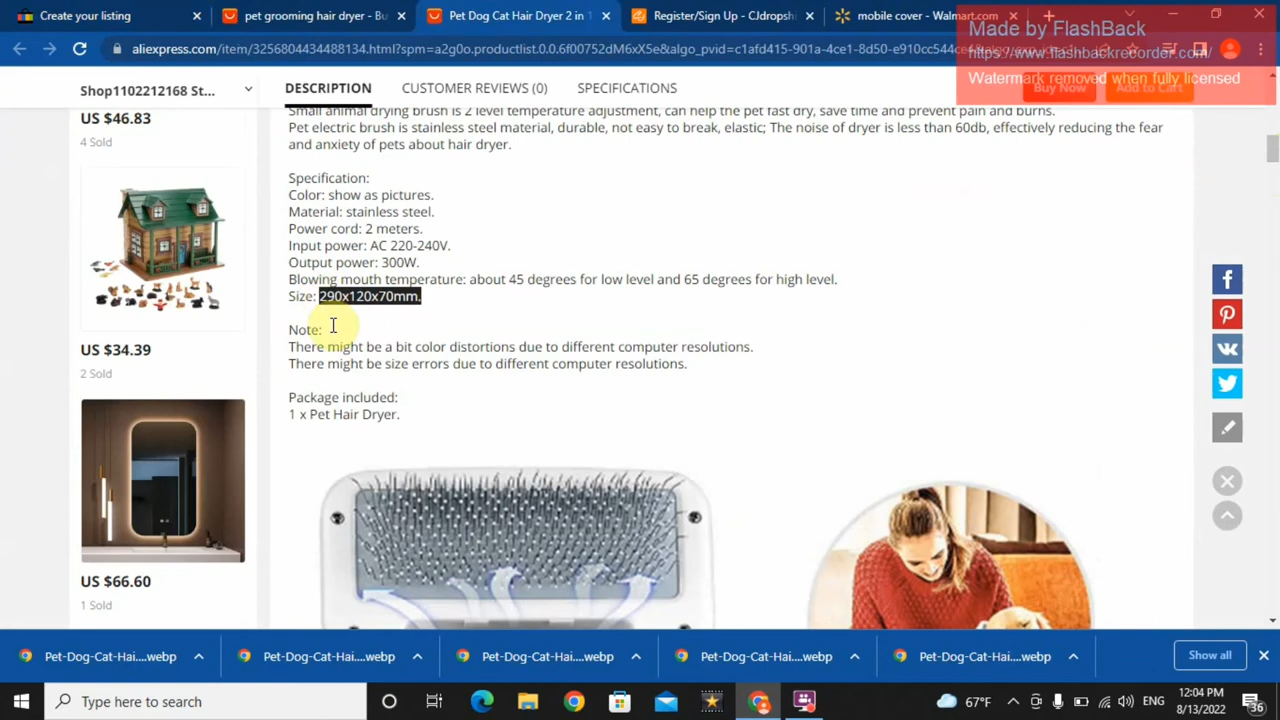 Create your listing
pet grooming hair dryer - Bu
Pet Dog Cat Hair Dryer 2 in 1
Register/Sign Up - CJdropsh
mobile cover - Walmart.com
Made by FlashBack
aliexpress.com/item/3256804434488134.html?spm=a2g0o.productlist.0.0.6f00752dM6xX5e&algo_pvid=c1afd415-901a-4ce1-8d50-e910cc544ce
https://www.flashbackrecorder.com/
Watermark removed when fully licensed
Shop1102212168 St...
DESCRIPTION
CUSTOMER REVIEWS (0)
SPECIFICATIONS
Buy Now
Add to Cart
Small animal drying brush is 2 level temperature adjustment, can help the pet fast dry, save time and prevent pain and burns.
Pet electric brush is stainless steel material, durable, not easy to break, elastic; The noise of dryer is less than 60db, effectively reducing the fear
and anxiety of pets about hair dryer.
Specification:
Color: show as pictures.
Material: stainless steel.
Power cord: 2 meters.
Input power: AC 220-240V.
Output power: 300W.
Blowing mouth temperature: about 45 degrees for low level and 65 degrees for high level.
Size: 290x120x70mm.
Note:
There might be a bit color distortions due to different computer resolutions.
There might be size errors due to different computer resolutions.
Package included:
1 x Pet Hair Dryer.
US $46.83
4 Sold
US $34.39
2 Sold
US $66.60
1 Sold
Pet-Dog-Cat-Hai....webp
Pet-Dog-Cat-Hai....webp
Pet-Dog-Cat-Hai....webp
Pet-Dog-Cat-Hai....webp
Pet-Dog-Cat-Hai....webp
Show all
Type here to search
67°F
ENG
12:04 PM
8/13/2022
36